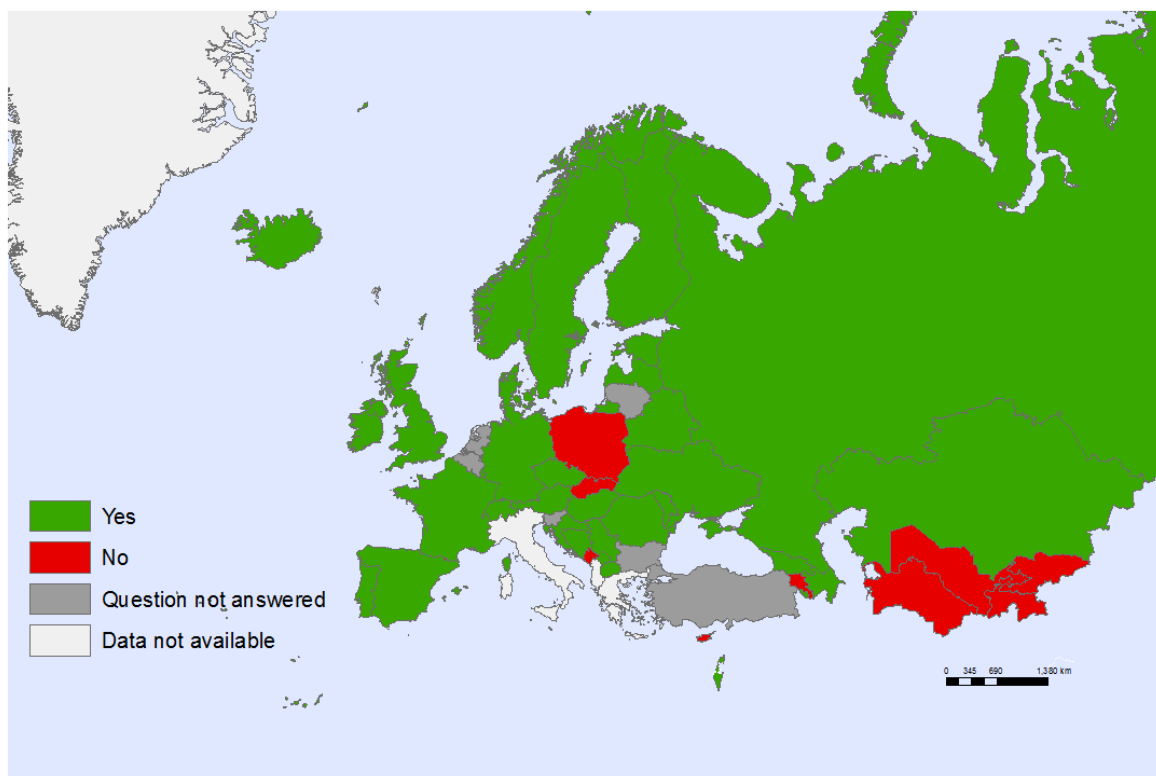 Yes
No
Question not answered
Data not available
0 345 690 1,380 km